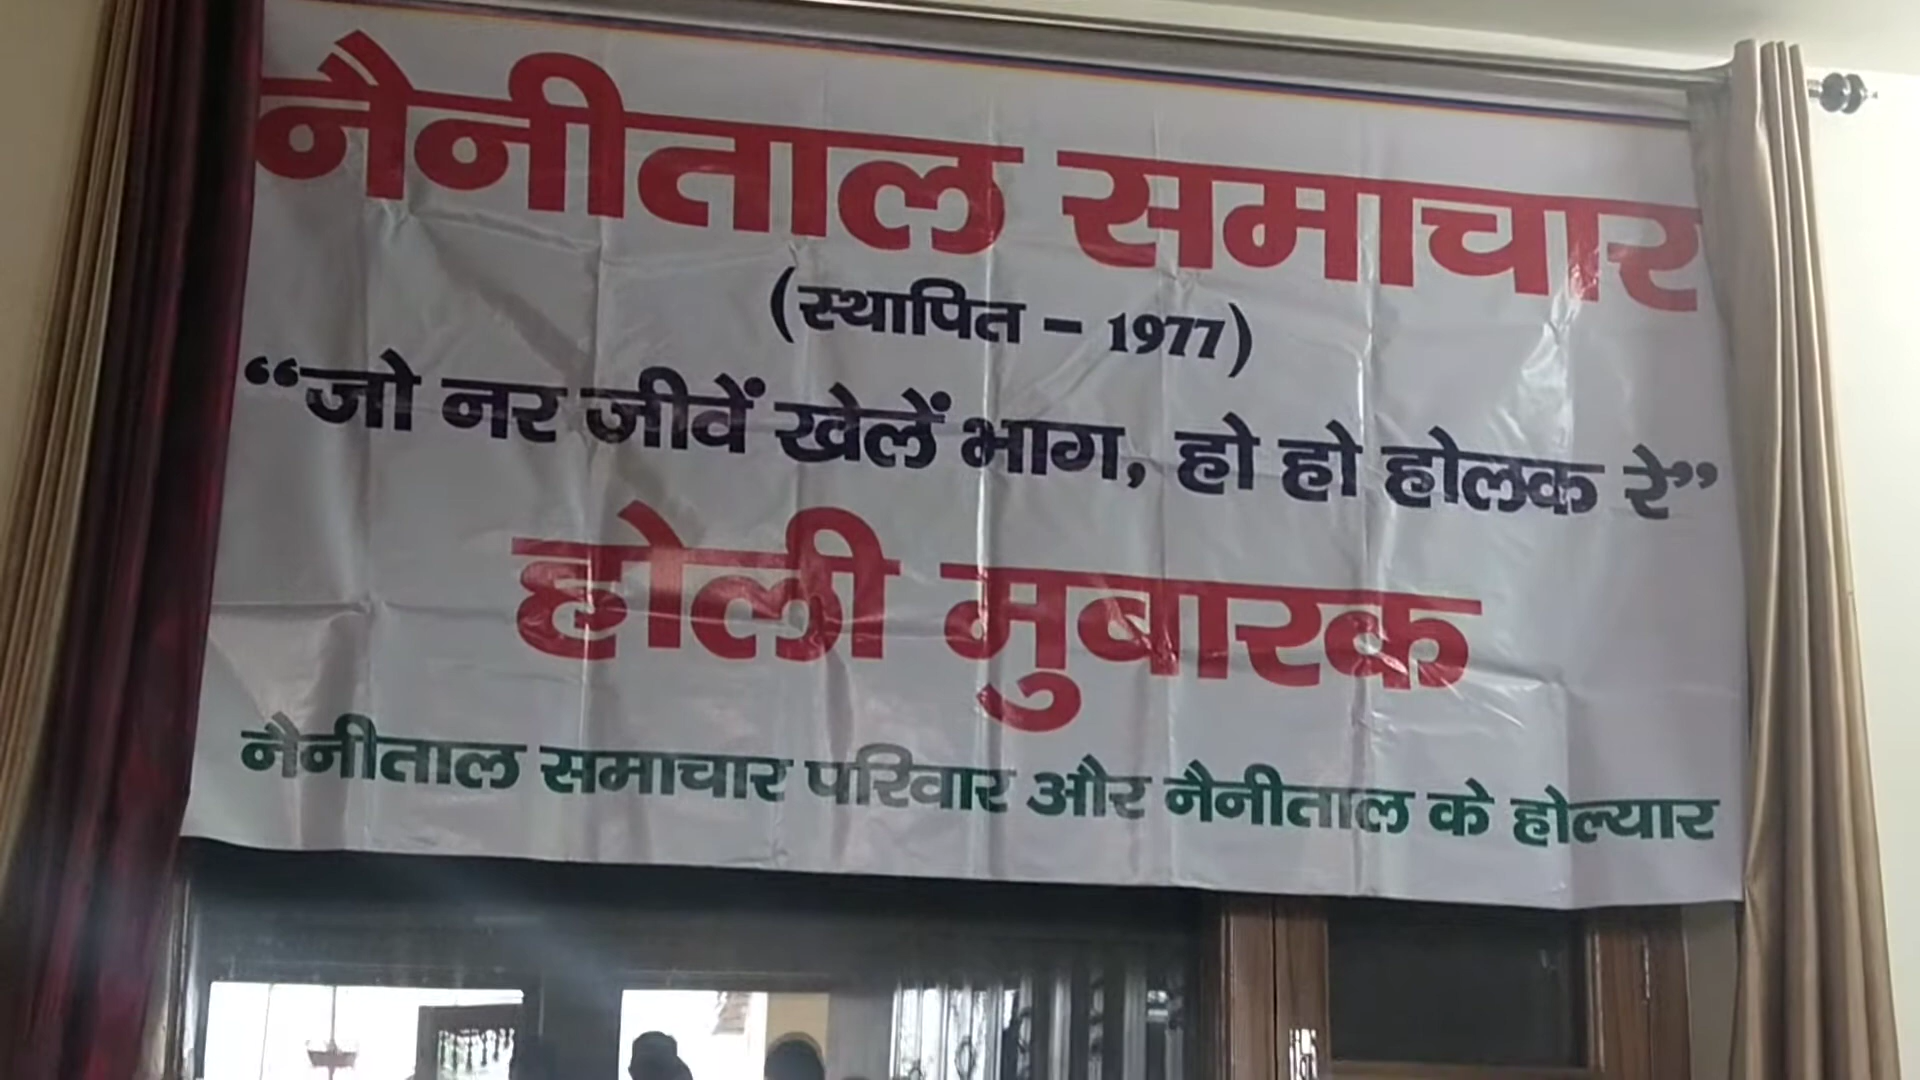 नैनीताल समाचार
(स्थापित - 1977)
“जो नर जीवें खेलें भाग, हो हो होलक रे”
होली मुबारक
नैनीताल समाचार परिवार और नैनीताल के होल्यार